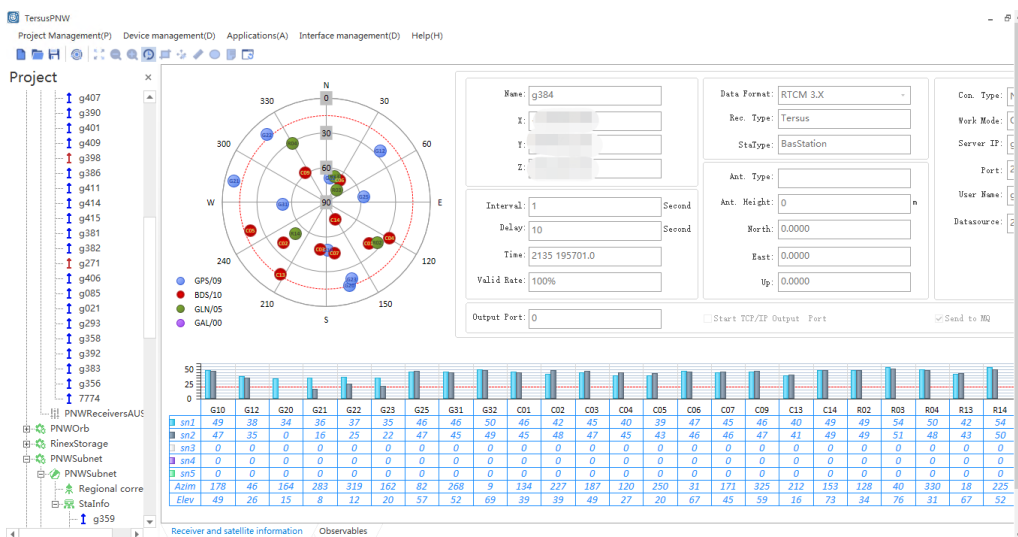 TersusPNW
Project Management(P) Device management(D) Applications(A) Interface management(D) Help(H)
Project
g407
g390
g401
g409
g398
g386
g411
g414
g415
g381
g382
g271
g406
g085
g021
g293
g358
g392
g383
g356
7774
PNWReceiversAUS
PNWOrb
RinexStorage
PNWSubnet
PNWSubnet
Regional corre
StaInfo
g359
N
330 0 30
300 30 60
60
W 90 E
240 120
210 150
S
C05
C06
C14
C02
C07
C13
C04
GPS/09
BDS/10
GLN/05
GAL/00
Name: g384
X:
Y:
Z:
Interval: 1 Second
Delay: 10 Second
Time: 2135 195701.0
Valid Rate: 100%
Output Port: 0
Data Format: RTCM 3.X
Rec. Type: Tersus
StaType: BasStation
Ant. Type:
Ant. Height: 0 m
North: 0.0000
East: 0.0000
Up: 0.0000
Start TCP/IP Output Port
Send to MQ
Con. Type:
Work Mode:
Server IP:
Port:
User Name:
Datasource:
50
25
0
G10 G12 G20 G21 G22 G23 G25 G31 G32 C01 C02 C03 C04 C05 C06 C07 C09 C13 C14 R02 R03 R04 R13 R14
sn1 49 38 34 36 37 35 46 46 50 46 42 45 40 39 47 45 46 40 49 49 54 50 42 54
sn2 47 35 0 16 25 22 47 45 49 45 48 47 45 43 46 46 47 41 49 49 51 48 43 50
sn3 0 0 0 0 0 0 0 0 0 0 0 0 0 0 0 0 0 0 0 0 0 0 0 0
sn4 0 0 0 0 0 0 0 0 0 0 0 0 0 0 0 0 0 0 0 0 0 0 0 0
sn5 0 0 0 0 0 0 0 0 0 0 0 0 0 0 0 0 0 0 0 0 0 0 0 0
Azim 178 46 164 283 319 162 82 268 9 134 227 187 120 250 31 171 325 212 153 128 40 330 18 225
Elev 49 26 15 8 12 20 57 52 69 39 39 49 27 20 67 45 59 16 73 34 76 31 67 52
Receiver and satellite information Observables